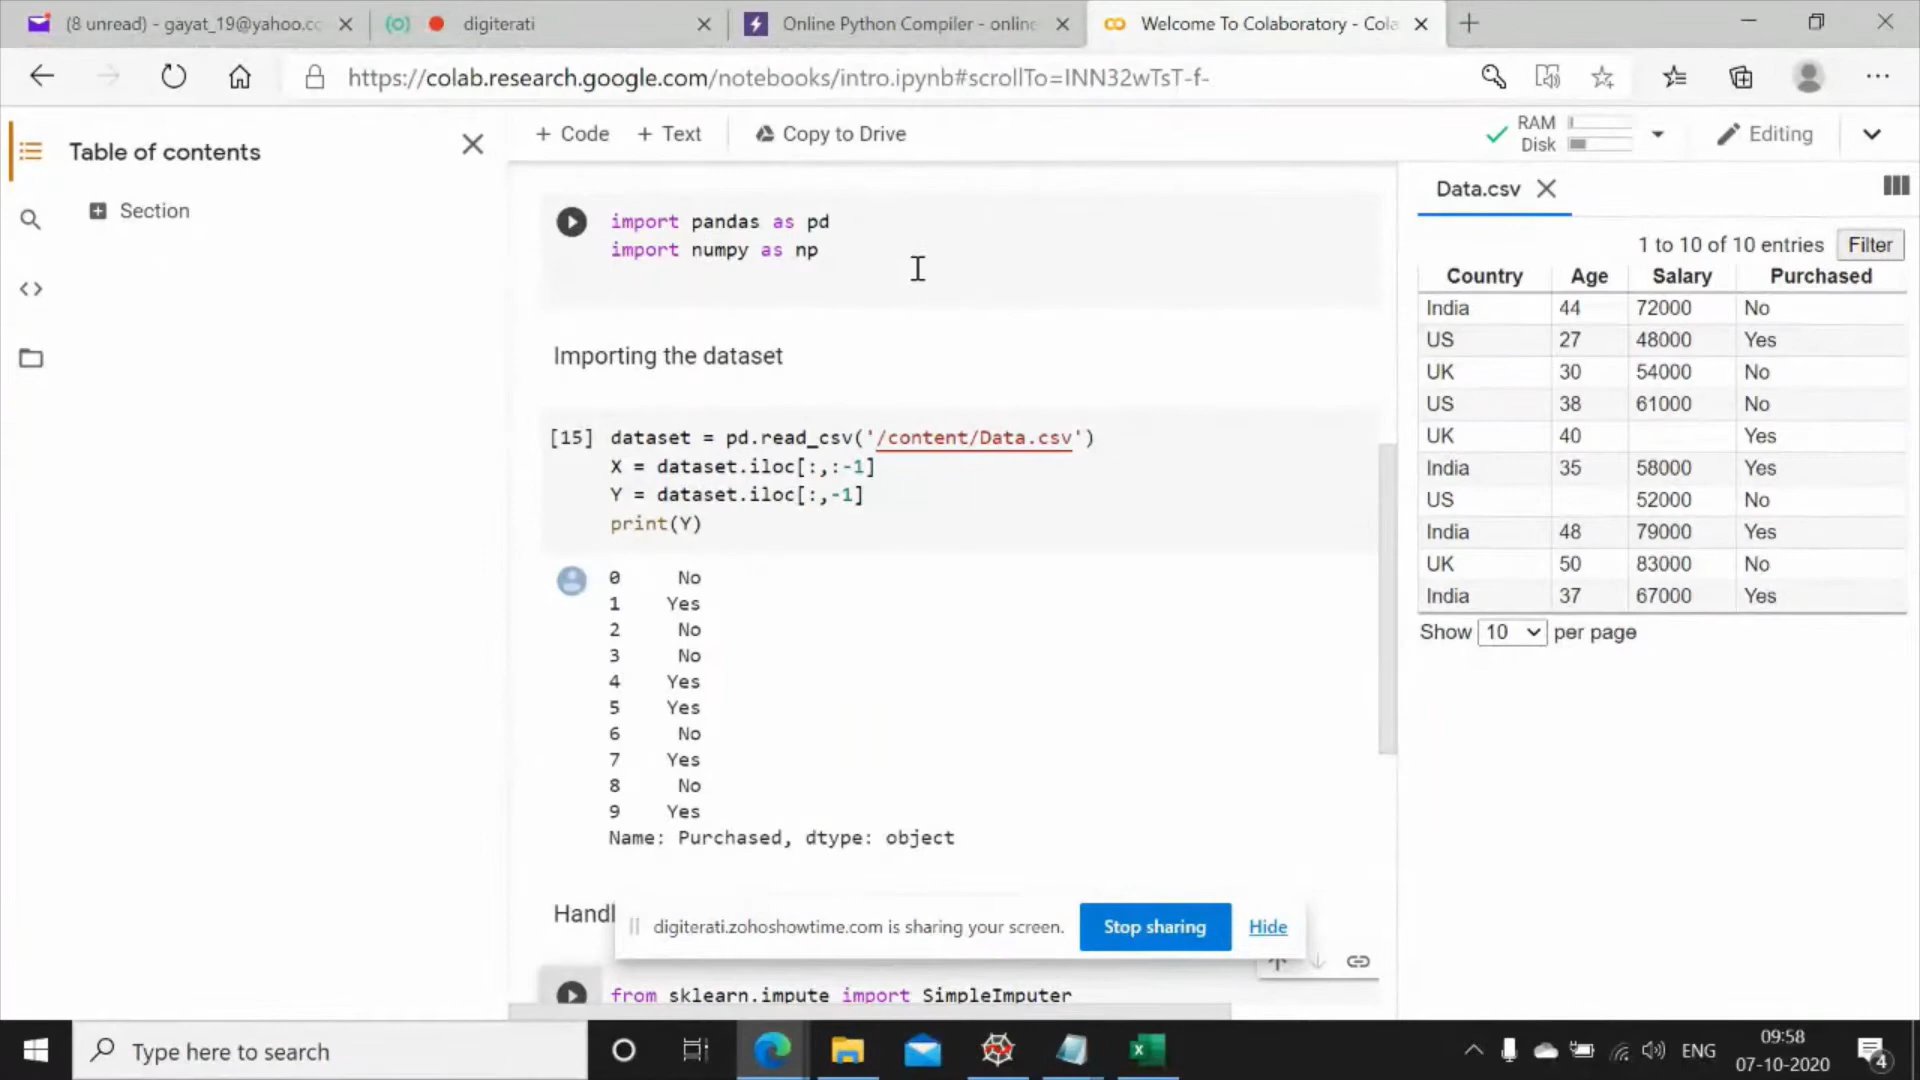 (8 unread) - gayat_19@yahoo.cc
digiterati
Online Python Compiler - online
Welcome To Colaboratory - Cola
https://colab.research.google.com/notebooks/intro.ipynb#scrollTo=INN32wTsT-f-
Table of contents
Section
+ Code + Text Copy to Drive
RAM
Disk
Editing
import pandas as pd
import numpy as np
Importing the dataset
[15] dataset = pd.read_csv('/content/Data.csv')
X = dataset.iloc[:,:-1]
Y = dataset.iloc[:,-1]
print(Y)
0 No
1 Yes
2 No
3 No
4 Yes
5 Yes
6 No
7 Yes
8 No
9 Yes
Name: Purchased, dtype: object
Handl
digiterati.zohoshowtime.com is sharing your screen. Stop sharing Hide
from sklearn.impute import SimpleImputer
Data.csv
1 to 10 of 10 entries Filter
Country Age Salary Purchased
India 44 72000 No
US 27 48000 Yes
UK 30 54000 No
US 38 61000 No
UK 40 Yes
India 35 58000 Yes
US 52000 No
India 48 79000 Yes
UK 50 83000 No
India 37 67000 Yes
Show 10 per page
Type here to search
ENG
09:58
07-10-2020
4